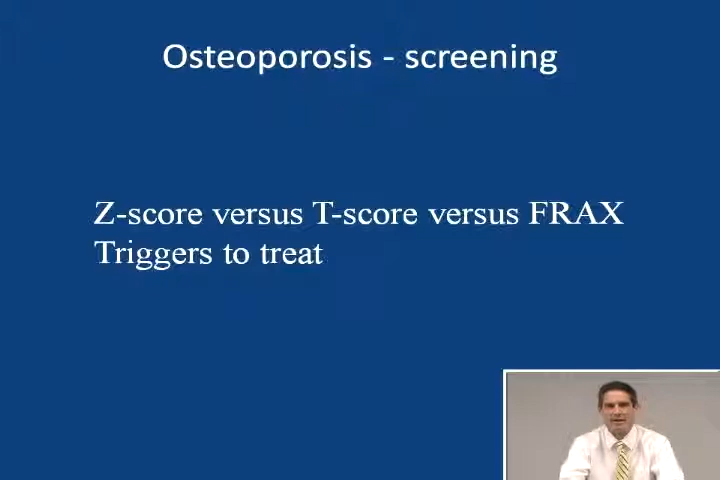 Osteoporosis - screening
Z-score versus T-score versus FRAX
Triggers to treat